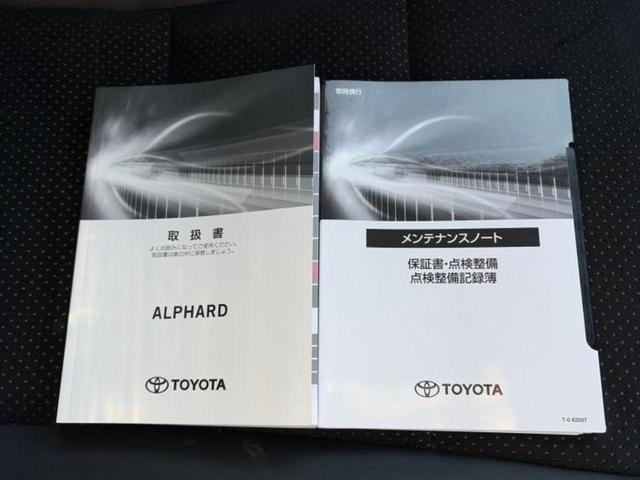 取扱書
よくお読みになってご使用ください。
取扱書は車の中に保管しましょう。
ALPHARD
TOYOTA
常時携行
メンテナンスノート
保証書・点検整備
点検整備記録簿
TOYOTA
T-0 62007